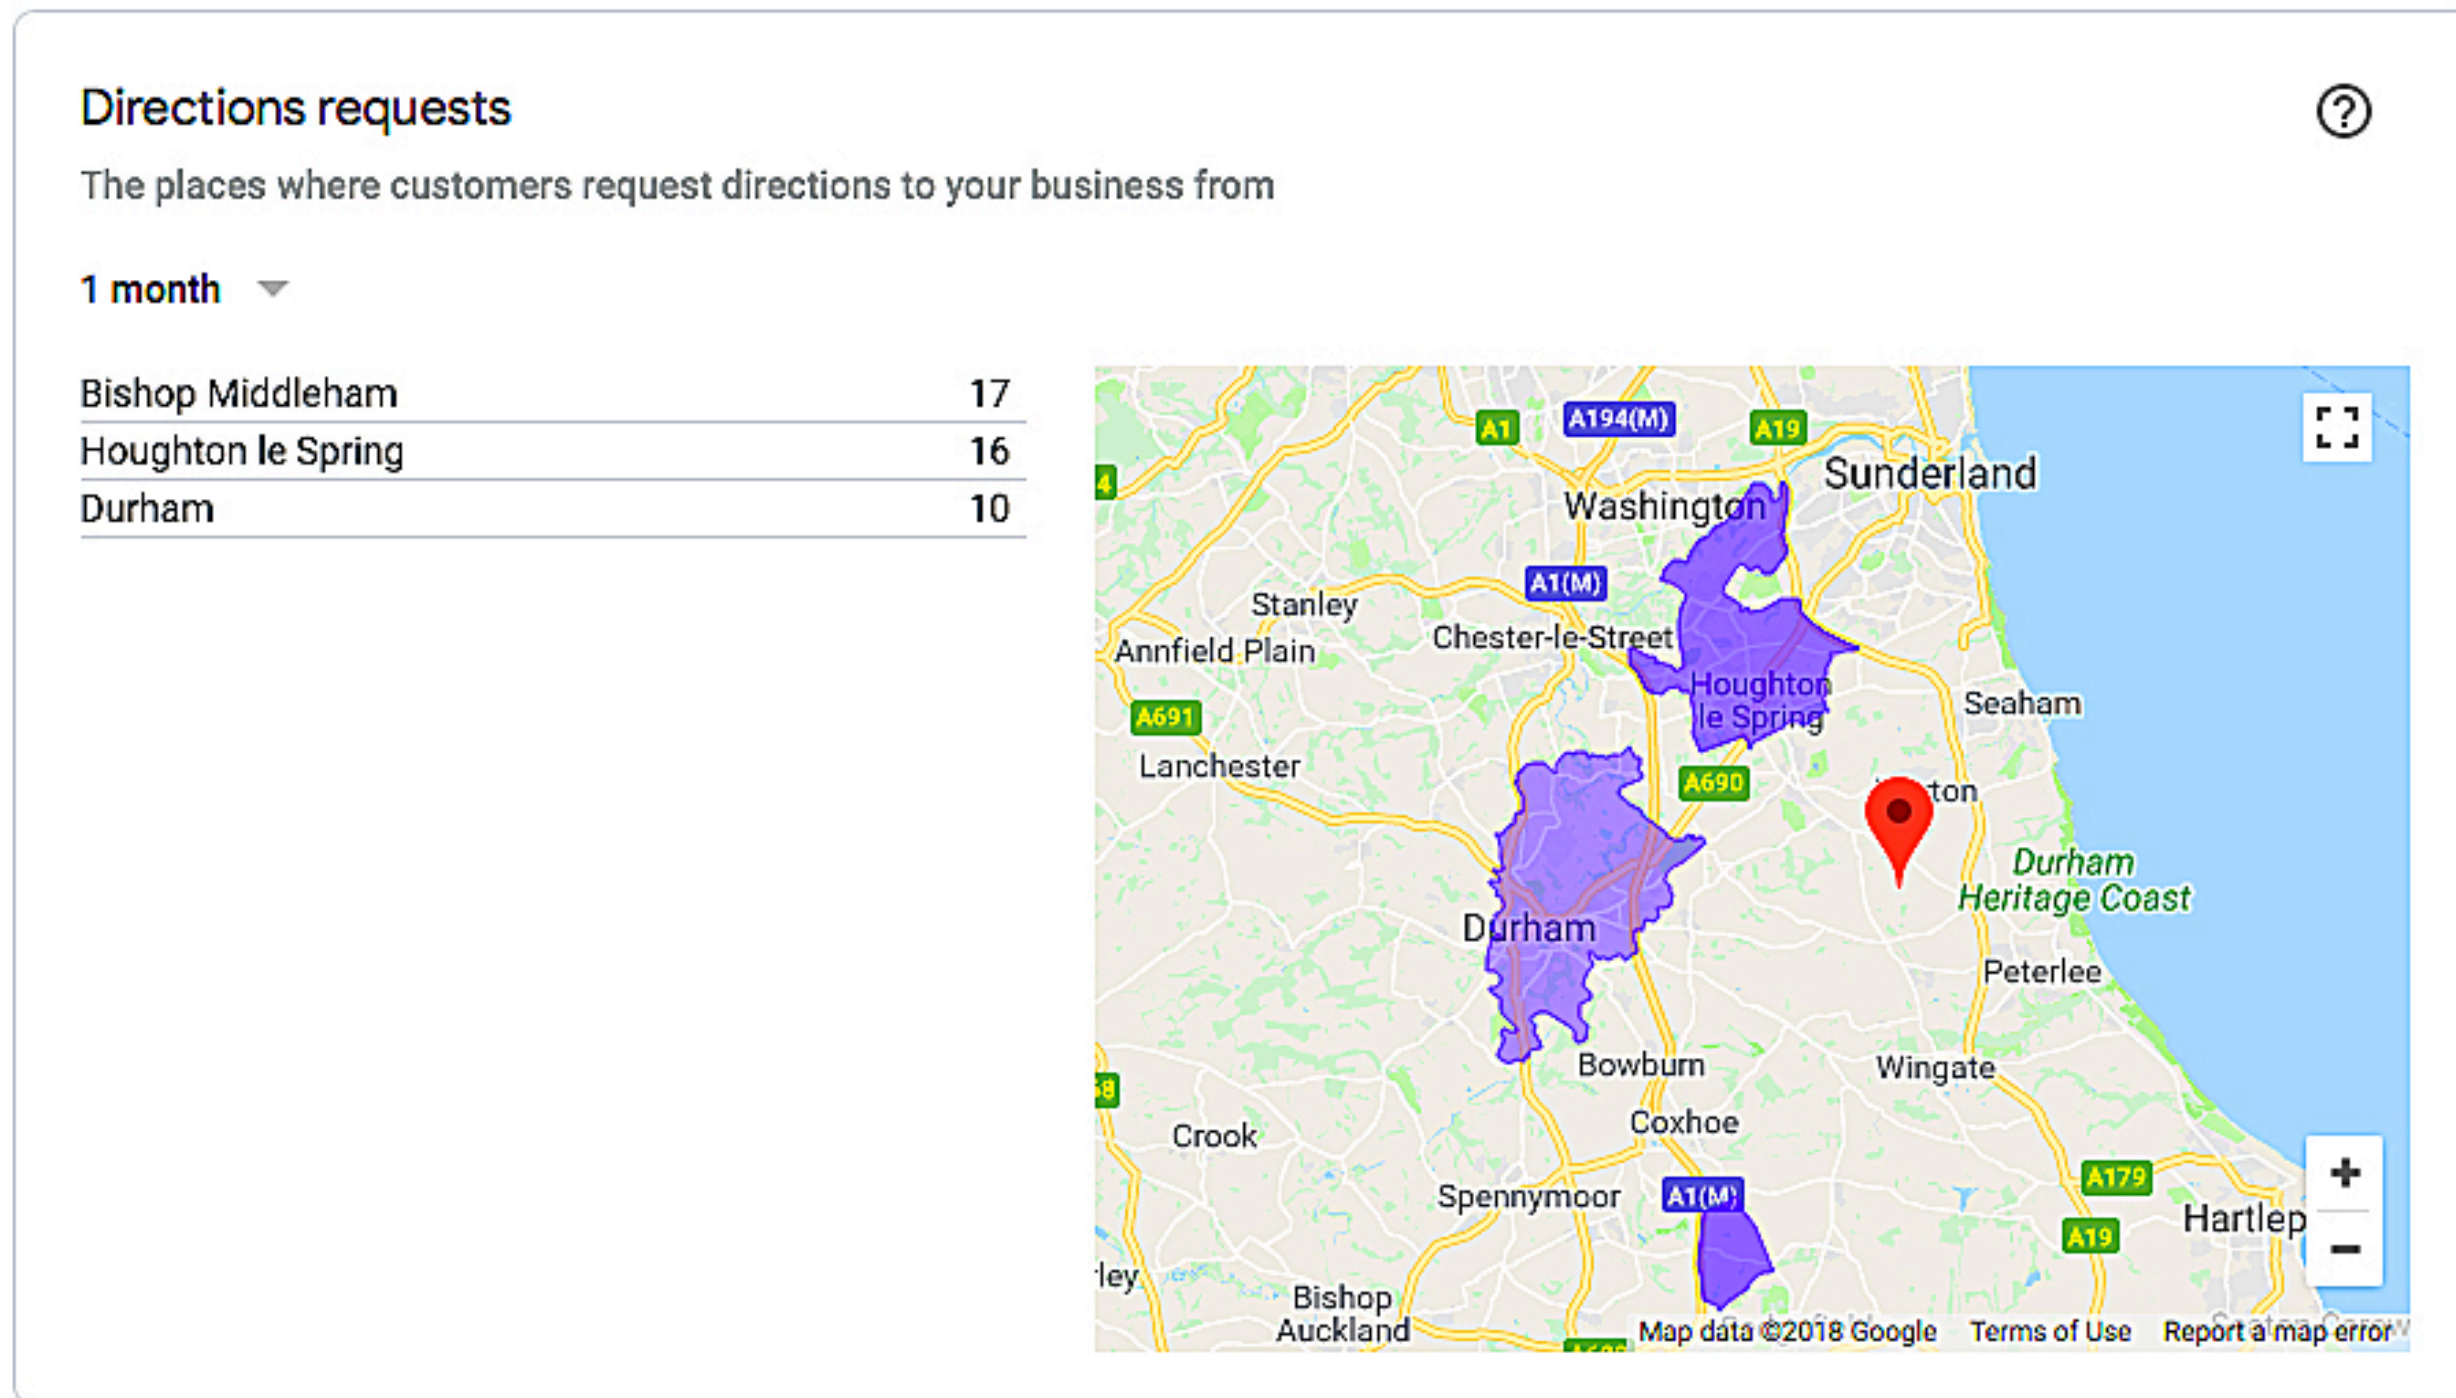 Directions requests
?
The places where customers request directions to your business from
1 month
Bishop Middleham 17
Houghton le Spring 16
Durham 10
A1
A194(M)
A19
Sunderland
4
Washington
A1(M)
Stanley
Chester-le-Street
Annfield Plain
Houghton
le Spring
Seaham
A691
Lanchester
A690
Durham
Heritage Coast
Durham
Peterlee
Bowburn
Wingate
Coxhoe
Crook
A179
Spennymoor
A1(M)
Hartlep
A19
Bishop
Auckland
+
−
Map data ©2018 Google Terms of Use Report a map error